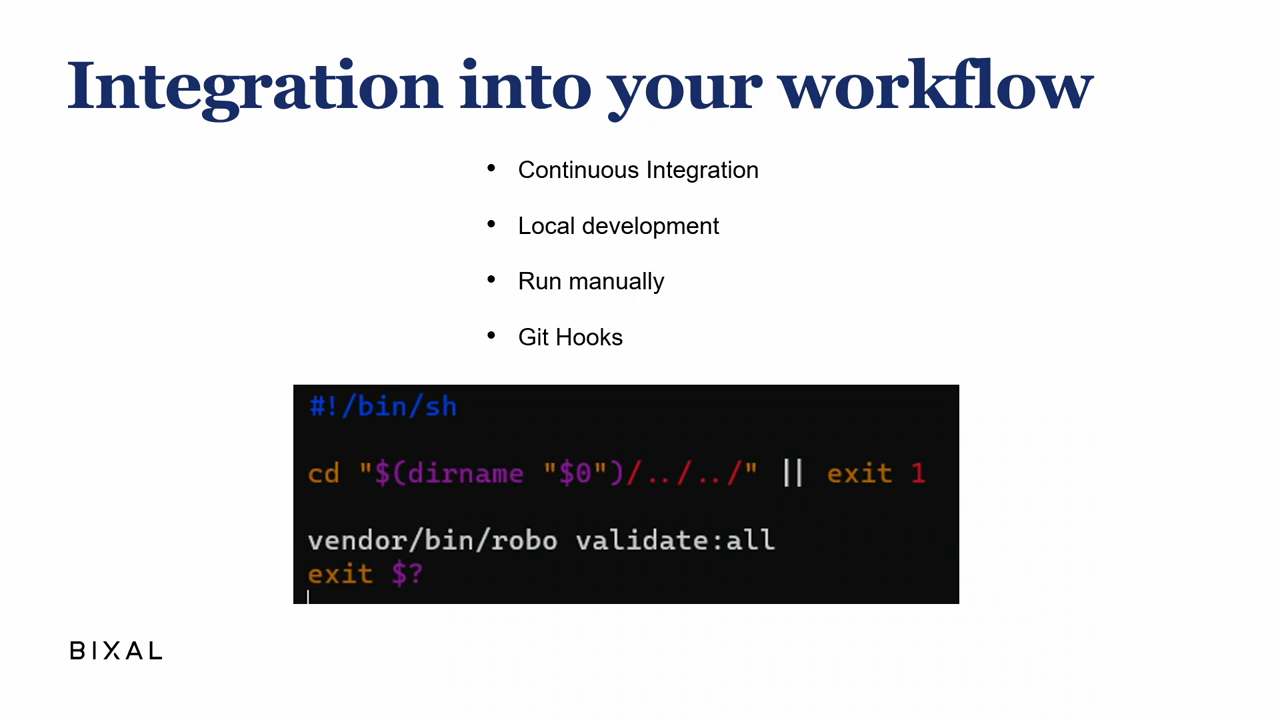 Integration into your workflow
• Continuous Integration
• Local development
• Run manually
• Git Hooks
#!/bin/sh
cd "$(dirname "$0")/../../" || exit 1
vendor/bin/robo validate:all
exit $?
BIXAL